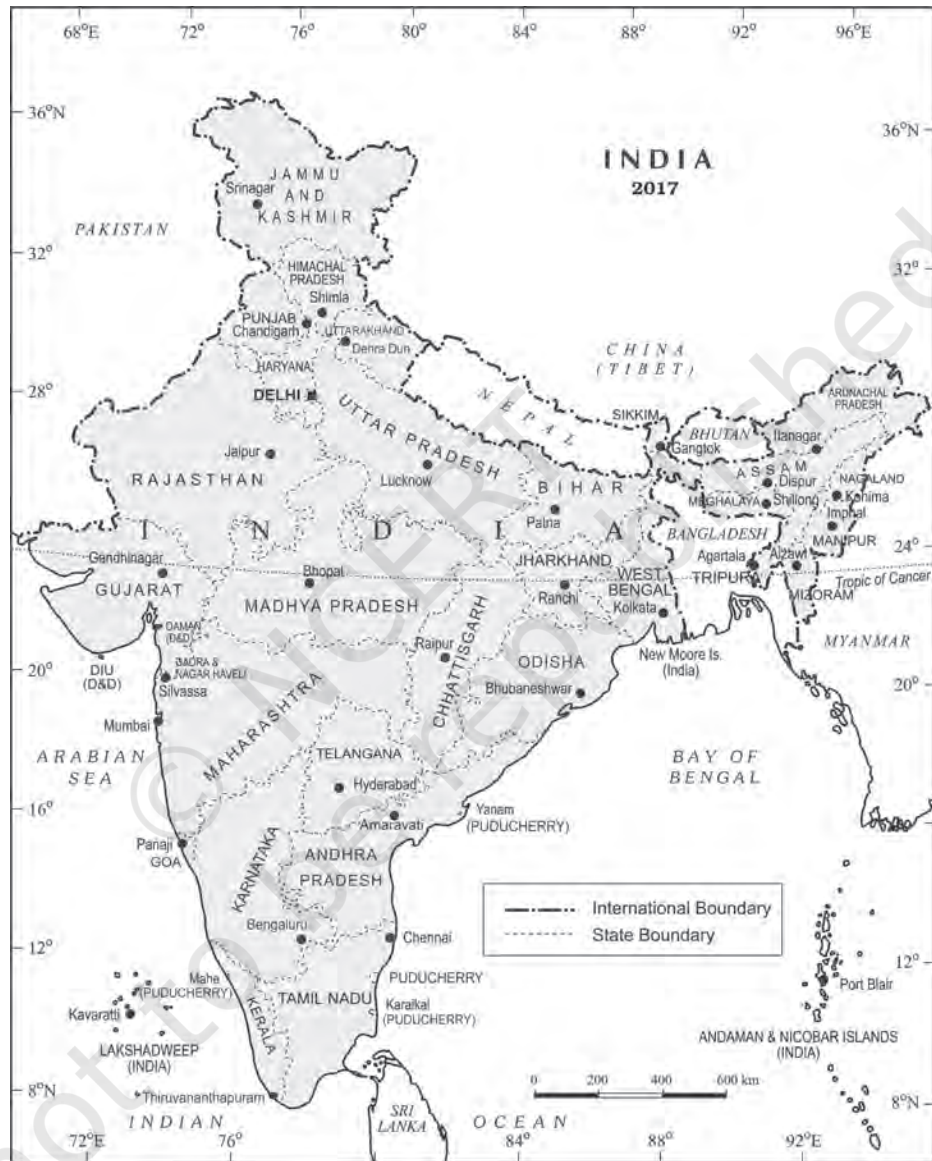 68°E 72° 76° 80° 84° 88° 92° 96°E
36°N
36°N
INDIA
2017
JAMMU
AND
KASHMIR
Srinagar
PAKISTAN
32°
32°
HIMACHAL
PRADESH
Shimla
PUNJAB
Chandigarh
UTTARAKHAND
Dehra Dun
HARYANA
CHINA
(TIBET)
28°
28°
DELHI
NEPAL
SIKKIM
Gangtok
BHUTAN
ARUNACHAL
PRADESH
Itanagar
UTTAR PRADESH
Jaipur
RAJASTHAN
Lucknow
BIHAR
Patna
ASSAM
Dispur
MEGHALAYA
Shillong
NAGALAND
Kohima
Imphal
MANIPUR
INDIA
BANGLADESH
24°
24°
Gandhinagar
GUJARAT
Bhopal
MADHYA PRADESH
JHARKHAND
Ranchi
WEST
BENGAL
Kolkata
Agartala
TRIPURA
Aizawl
MIZORAM
Tropic of Cancer
MYANMAR
DAMAN
(D&D)
DIU
(D&D)
DADRA &
NAGAR HAVELI
Silvassa
20°
20°
Raipur
CHHATTISGARH
ODISHA
Bhubaneshwar
New Moore Is.
(India)
Mumbai
MAHARASHTRA
ARABIAN
SEA
BAY OF
BENGAL
TELANGANA
Hyderabad
16°
16°
Amaravati
Yanam
(PUDUCHERRY)
Panaji
GOA
KARNATAKA
ANDHRA
PRADESH
International Boundary
State Boundary
Bengaluru
Chennai
12°
12°
Mahe
(PUDUCHERRY)
PUDUCHERRY
TAMIL NADU
Karaikal
(PUDUCHERRY)
KERALA
Kavaratti
LAKSHADWEEP
(INDIA)
Port Blair
ANDAMAN & NICOBAR ISLANDS
(INDIA)
0 200 400 600 km
8°N
8°N
Thiruvananthapuram
INDIAN OCEAN
SRI
LANKA
72°E 76° 84° 88° 92°E
© NCERT
not to be republished